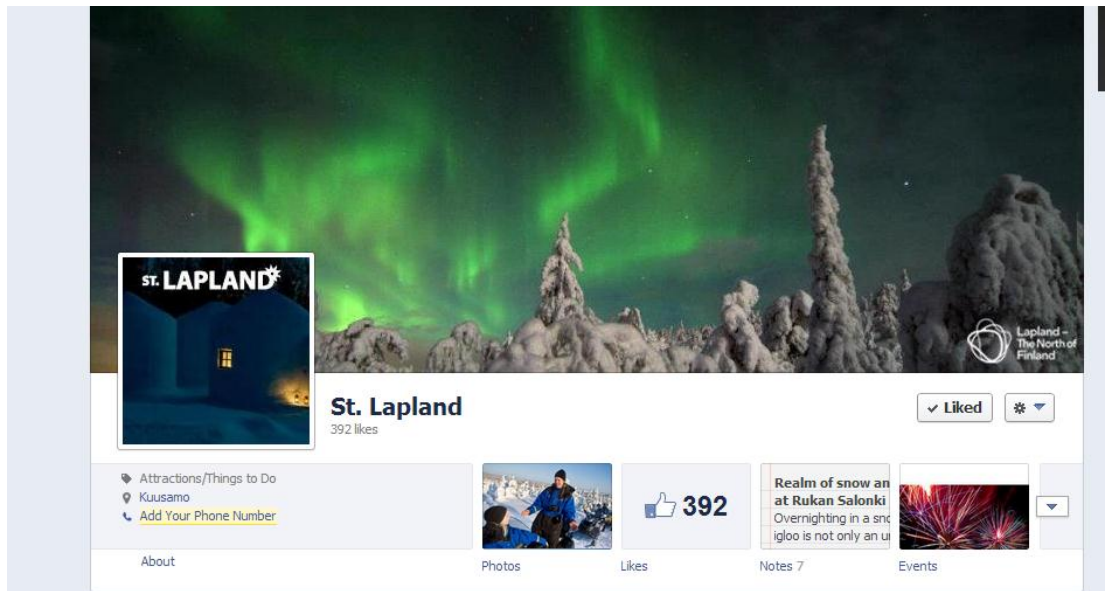 ST. LAPLAND
Lapland –
The North of
Finland
St. Lapland
392 likes
Liked
Attractions/Things to Do
Kuusamo
Add Your Phone Number
About
392
Realm of snow an
at Rukan Salonki
Overnighting in a sno
igloo is not only an u
Photos
Likes
Notes 7
Events